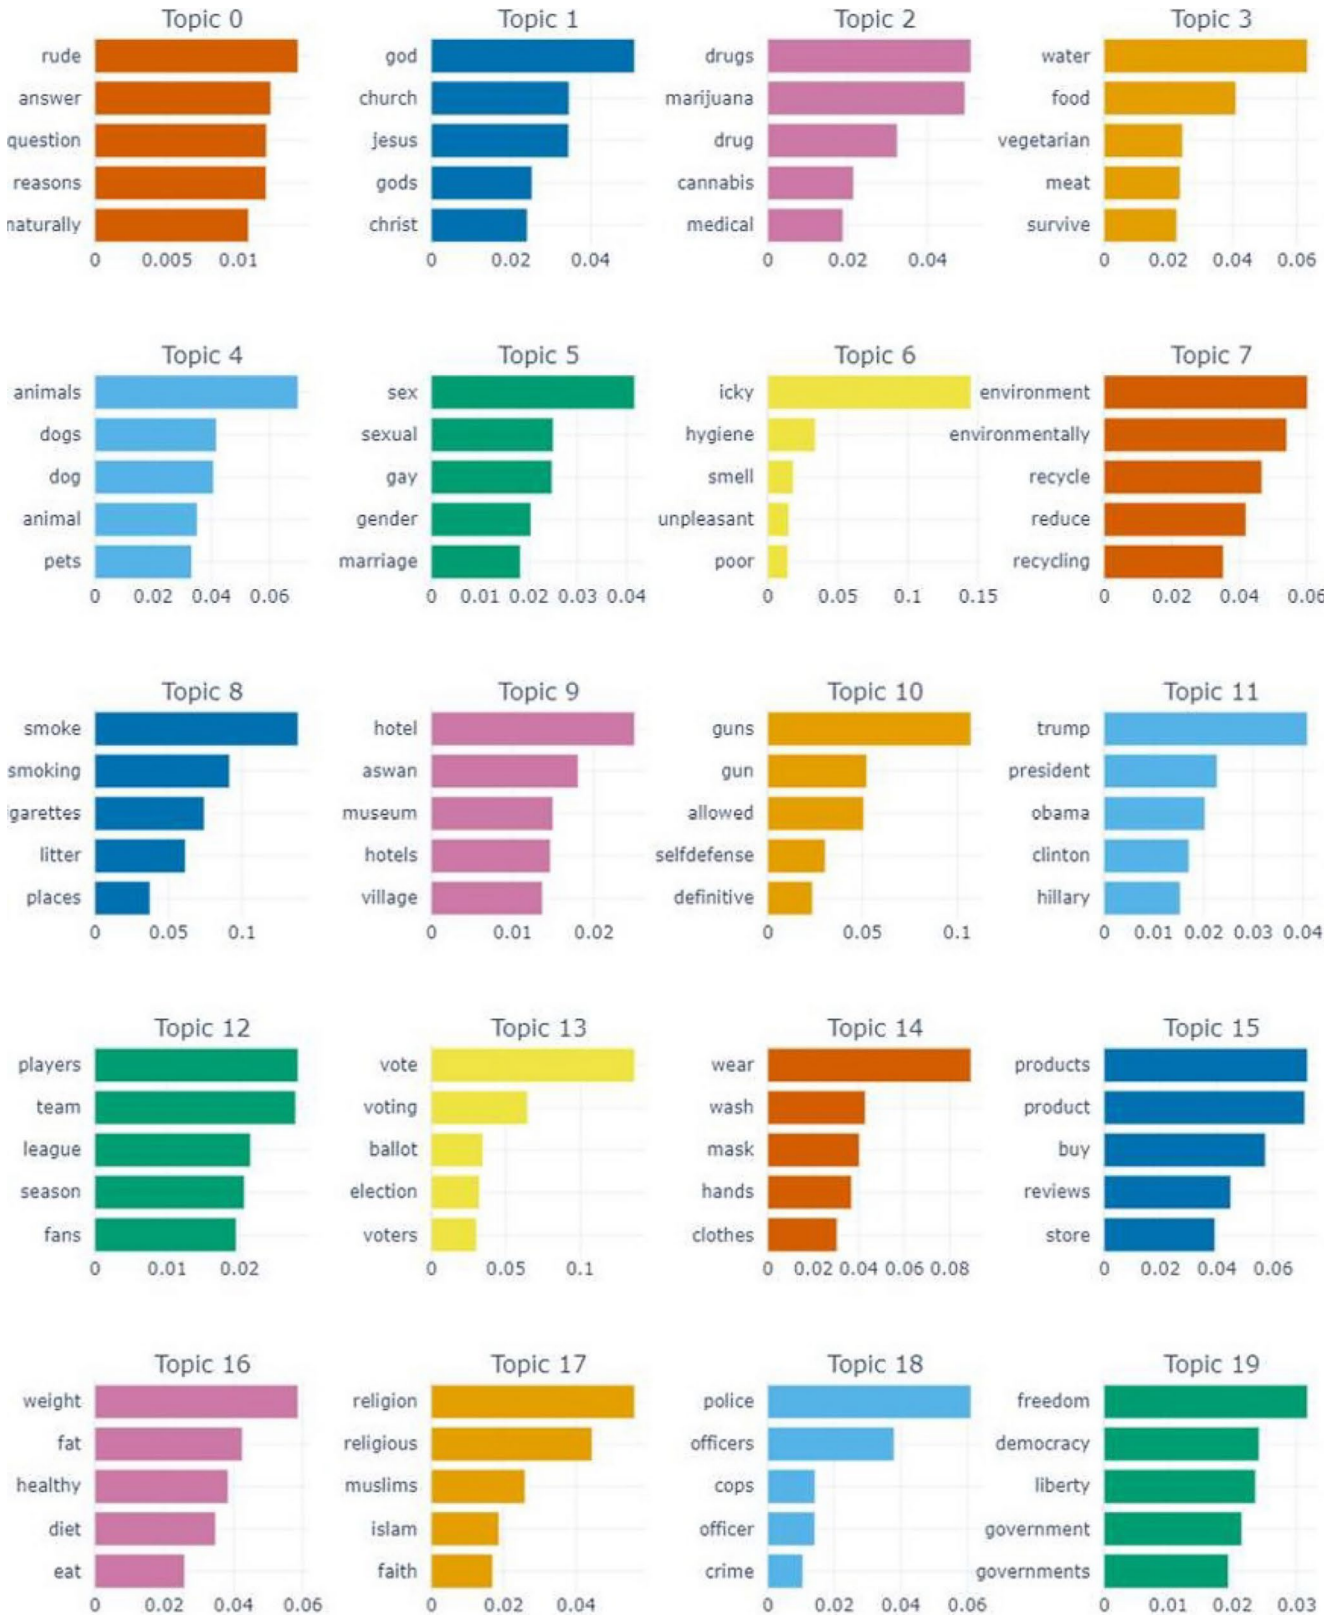 Topic 0
rude
answer
question
reasons
naturally
0 0.005 0.01
Topic 1
god
church
jesus
gods
christ
0 0.02 0.04
Topic 2
drugs
marijuana
drug
cannabis
medical
0 0.02 0.04
Topic 3
water
food
vegetarian
meat
survive
0 0.02 0.04 0.06
Topic 4
animals
dogs
dog
animal
pets
0 0.02 0.04 0.06
Topic 5
sex
sexual
gay
gender
marriage
0 0.01 0.02 0.03 0.04
Topic 6
icky
hygiene
smell
unpleasant
poor
0 0.05 0.1 0.15
Topic 7
environment
environmentally
recycle
reduce
recycling
0 0.02 0.04 0.06
Topic 8
smoke
smoking
garettes
litter
places
0 0.05 0.1
Topic 9
hotel
aswan
museum
hotels
village
0 0.01 0.02
Topic 10
guns
gun
allowed
selfdefense
definitive
0 0.05 0.1
Topic 11
trump
president
obama
clinton
hillary
0 0.01 0.02 0.03 0.04
Topic 12
players
team
league
season
fans
0 0.01 0.02
Topic 13
vote
voting
ballot
election
voters
0 0.05 0.1
Topic 14
wear
wash
mask
hands
clothes
0 0.02 0.04 0.06 0.08
Topic 15
products
product
buy
reviews
store
0 0.02 0.04 0.06
Topic 16
weight
fat
healthy
diet
eat
0 0.02 0.04 0.06
Topic 17
religion
religious
muslims
islam
faith
0 0.02 0.04
Topic 18
police
officers
cops
officer
crime
0 0.02 0.04 0.06
Topic 19
freedom
democracy
liberty
government
governments
0 0.01 0.02 0.03